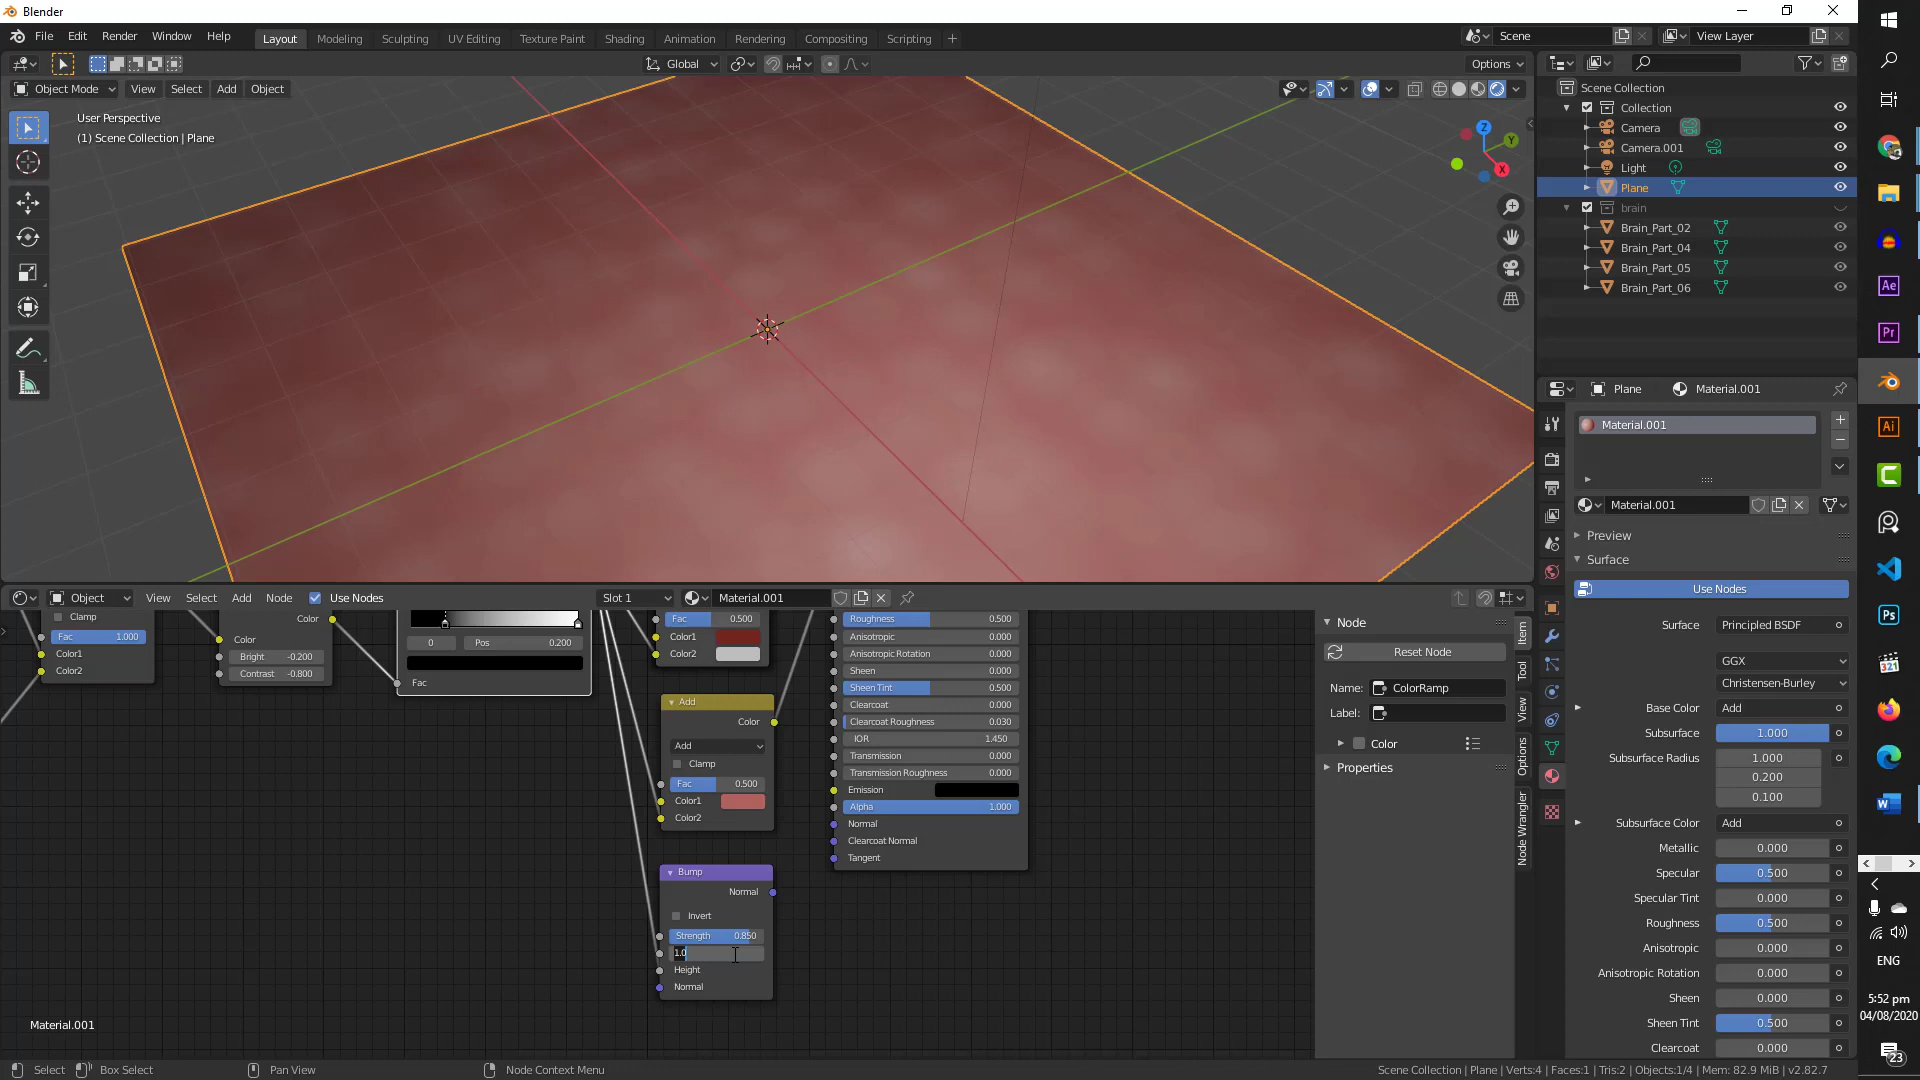 Blender
File Edit Render Window Help
Layout Modeling Sculpting UV Editing Texture Paint Shading Animation Rendering Compositing Scripting +
Scene
View Layer
Global
Options
Object Mode View Select Add Object
User Perspective
(1) Scene Collection | Plane
Z
Y
X
Scene Collection
Collection
Camera
Camera.001
Light
Plane
brain
Brain_Part_02
Brain_Part_04
Brain_Part_05
Brain_Part_06
Plane Material.001
Material.001
Material.001
Preview
Surface
Use Nodes
Surface Principled BSDF
GGX
Christensen-Burley
Base Color Add
Subsurface 1.000
Subsurface Radius 1.000
0.200
0.100
Subsurface Color Add
Metallic 0.000
Specular 0.500
Specular Tint 0.000
Roughness 0.500
Anisotropic 0.000
Anisotropic Rotation 0.000
Sheen 0.000
Sheen Tint 0.500
Clearcoat 0.000
Object View Select Add Node Use Nodes Slot 1 Material.001
Clamp
Fac 1.000
Color1
Color2
Color
Color
Bright -0.200
Contrast -0.800
0 Pos 0.200
Fac
Fac 0.500
Color1
Color2
Add
Color
Add
Clamp
Fac 0.500
Color1
Color2
Bump
Normal
Invert
Strength 0.850
1.0
Height
Normal
Roughness 0.500
Anisotropic 0.000
Anisotropic Rotation 0.000
Sheen 0.000
Sheen Tint 0.500
Clearcoat 0.000
Clearcoat Roughness 0.030
IOR 1.450
Transmission 0.000
Transmission Roughness 0.000
Emission
Alpha 1.000
Normal
Clearcoat Normal
Tangent
Node
Reset Node
Name: ColorRamp
Label:
Color
Properties
Item
Tool
View
Options
Node Wrangler
Material.001
Select Box Select Pan View Node Context Menu
Scene Collection | Plane | Verts:4 | Faces:1 | Tris:2 | Objects:1/4 | Mem: 82.9 MiB | v2.82.7
Ae
Pr
Ai
Ps
321
W
ENG
5:52 pm
04/08/2020
23